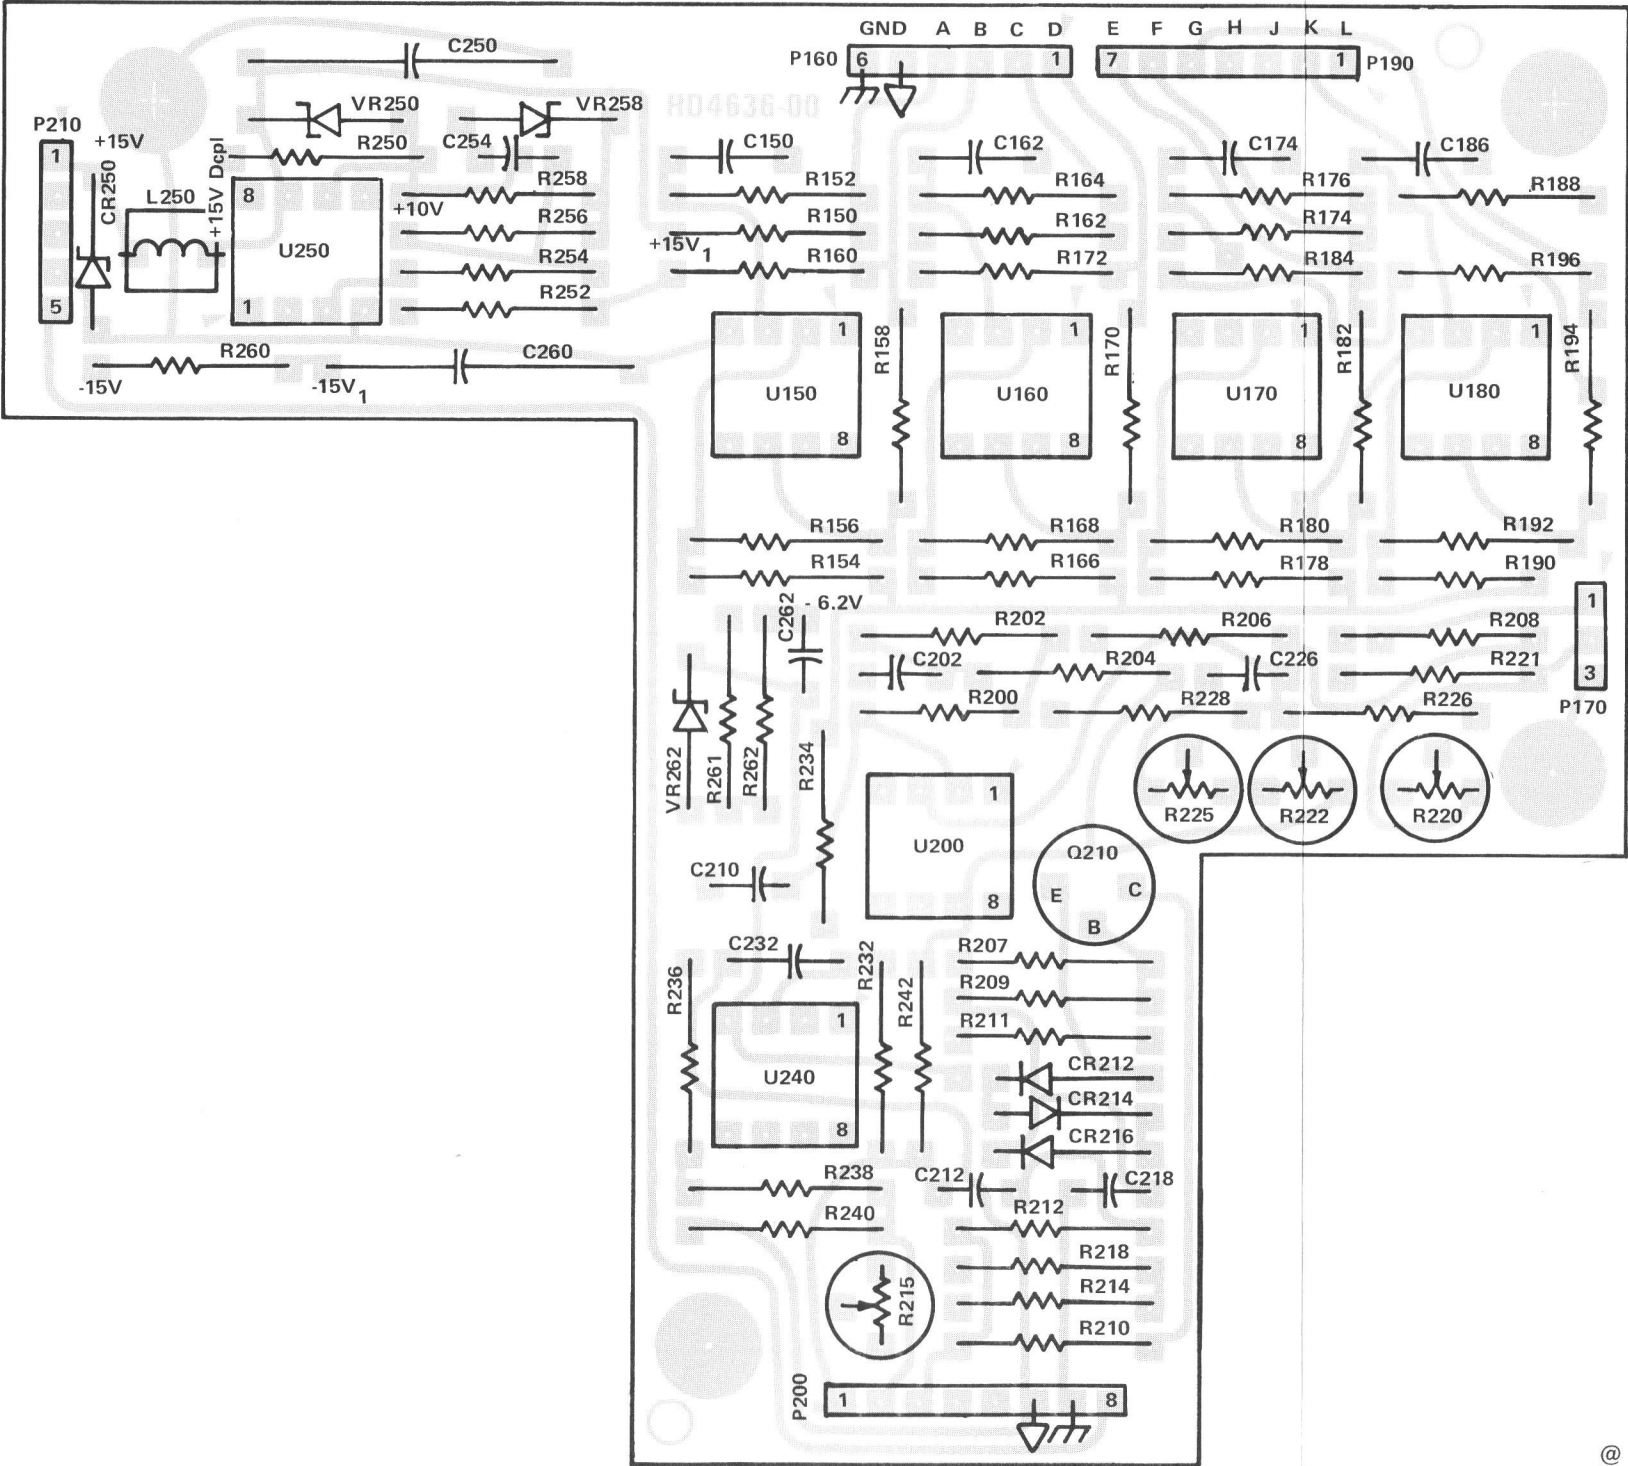 GND A B C D E F G H J K L
P160 6 1 7 1 P190
C250
VR250 VR258
RD4636-00
P210
1
+15V
R250 C254
C150 C162 C174 C186
CR250
L250
+15V Dcpl
8
R258
+10V
R152 R164 R176 R188
U250
R256
R150 R162 R174
+15V1
R254
R160 R172 R184 R196
5
1
R252
1 1 1 1
R158 R170 R182 R194
R260 C260
-15V -15V1
U150 U160 U170 U180
8 8 8 8
R156 R168 R180 R192
R154 R166 R178 R190
C262
- 6.2V
1
R202 R206 R208
C202 R204 C226 R221
3
R200 R228 R226 P170
VR262 R261 R262 R234
1
R225 R222 R220
U200
Q210
C210
E C
8
B
C232 R232 R207
R236 R242 R209
1
R211
U240
CR212
CR214
8
CR216
R238 C212 C218
R240 R212
R218
R215
R214
R210
P200
1 8
@